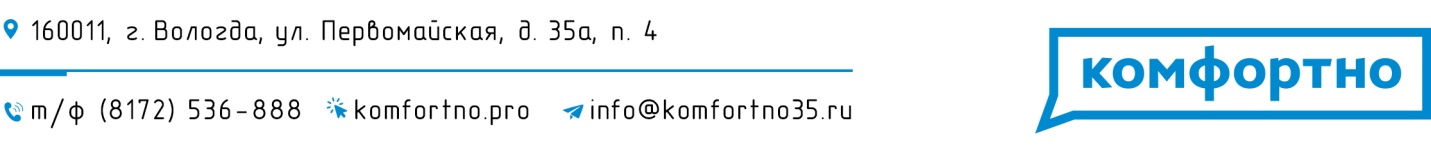 160011, г. Вологда, ул. Первомайская, д. 35а, п. 4
т/ф (8172) 536-888 komfortno.pro info@komfortno35.ru
комфортно